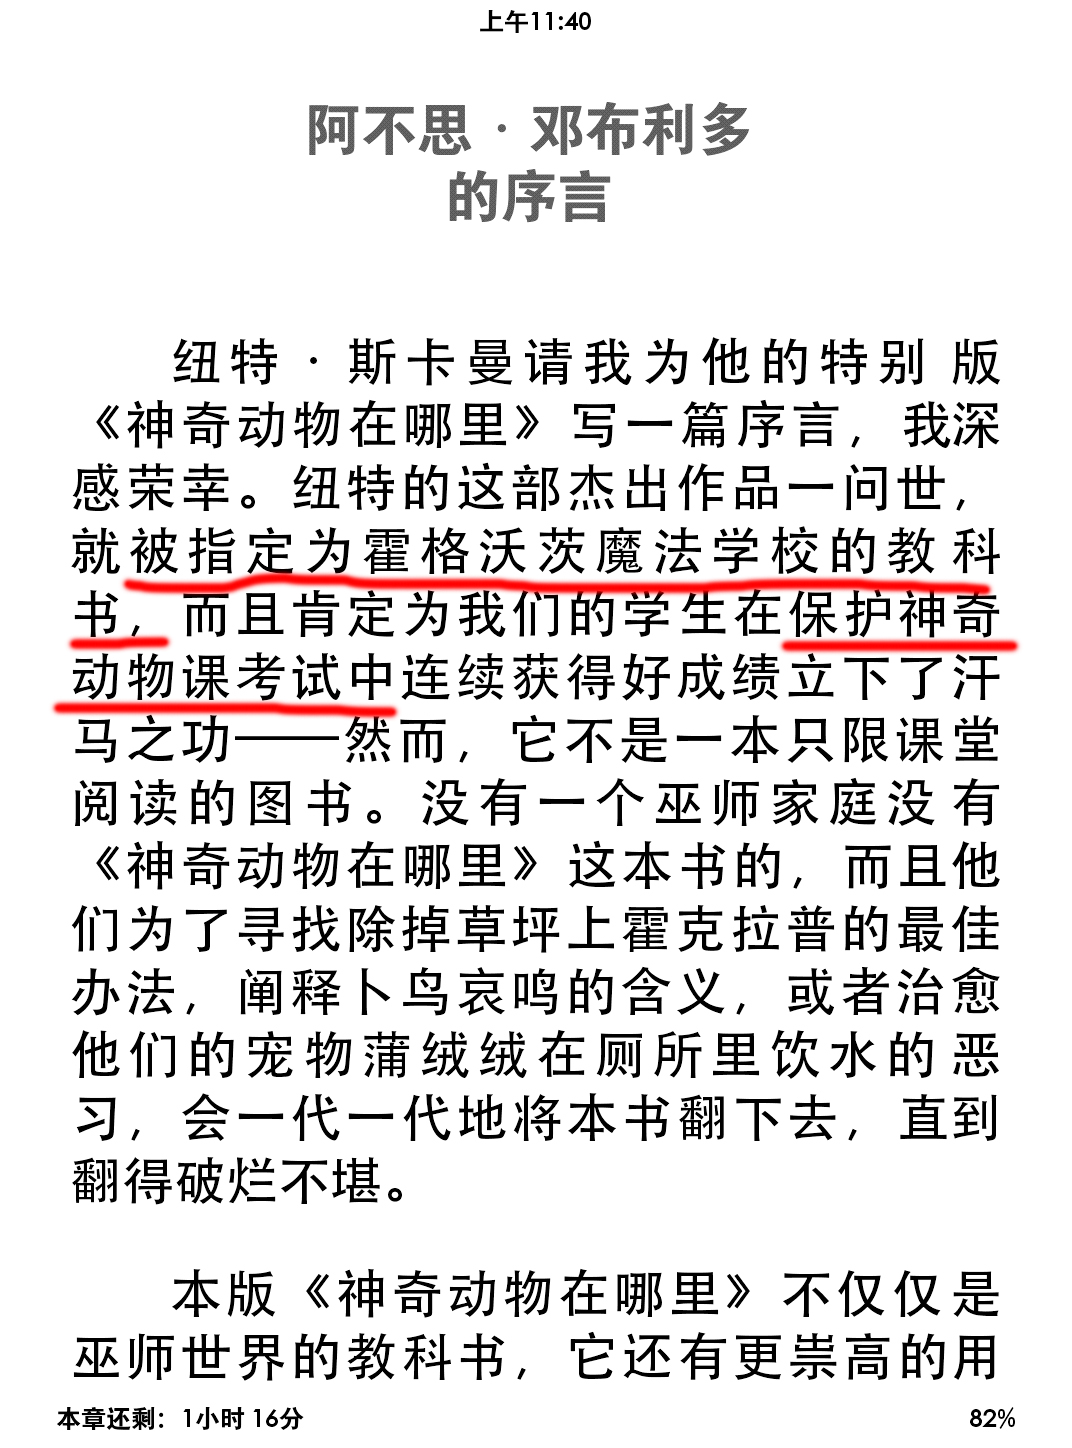 上午11:40
阿不思·邓布利多
的序言
纽特·斯卡曼请我为他的特别版
《神奇动物在哪里》写一篇序言，我深
感荣幸。纽特的这部杰出作品一问世，
就被指定为霍格沃茨魔法学校的教科
书，而且肯定为我们的学生在保护神奇
动物课考试中连续获得好成绩立下了汗
马之功——然而，它不是一本只限课堂
阅读的图书。没有一个巫师家庭没有
《神奇动物在哪里》这本书的，而且他
们为了寻找除掉草坪上霍克拉普的最佳
办法，阐释卜鸟哀鸣的含义，或者治愈
他们的宠物蒲绒绒在厕所里饮水的恶
习，会一代一代地将本书翻下去，直到
翻得破烂不堪。
本版《神奇动物在哪里》不仅仅是
巫师世界的教科书，它还有更崇高的用
本章还剩：1小时 16分 82%